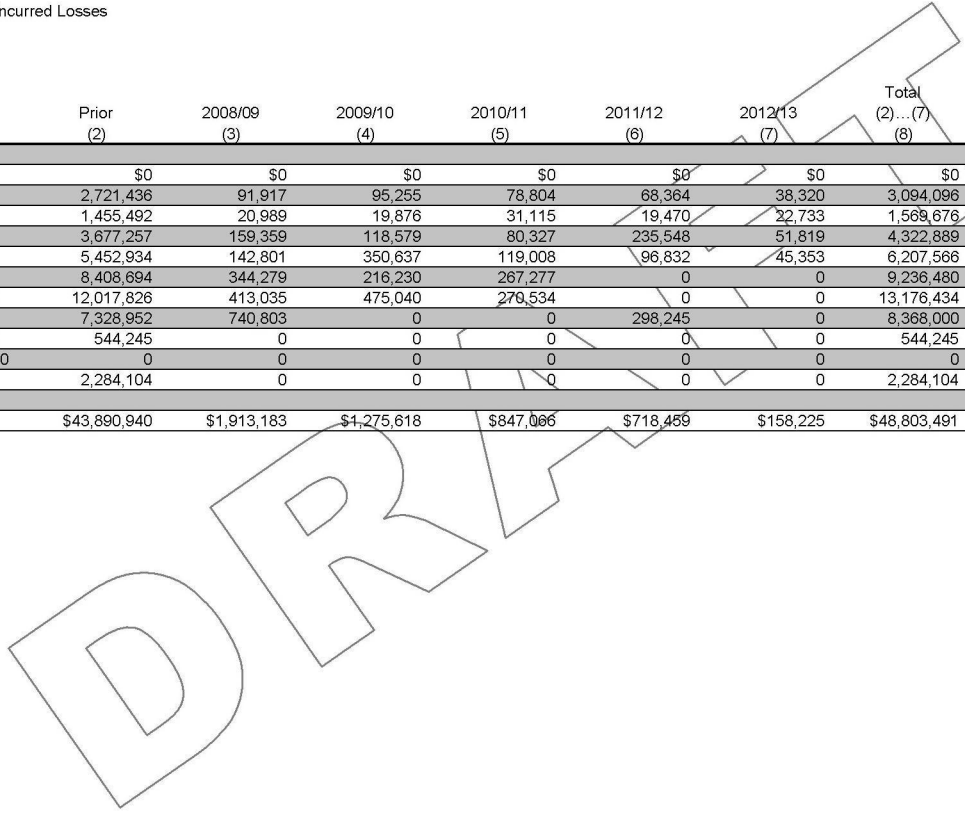 ncurred Losses
Total
Prior 2008/09 2009/10 2010/11 2011/12 2012/13 (2)...(7)
(2) (3) (4) (5) (6) (7) (8)
$0 $0 $0 $0 $0 $0 $0
2,721,436 91,917 95,255 78,804 68,364 38,320 3,094,096
1,455,492 20,989 19,876 31,115 19,470 22,733 1,569,676
3,677,257 159,359 118,579 80,327 235,548 51,819 4,322,889
5,452,934 142,801 350,637 119,008 96,832 45,353 6,207,566
8,408,694 344,279 216,230 267,277 0 0 9,236,480
12,017,826 413,035 475,040 270,534 0 0 13,176,434
7,328,952 740,803 0 0 298,245 0 8,368,000
544,245 0 0 0 0 0 544,245
0 0 0 0 0 0 0 0
2,284,104 0 0 0 0 0 2,284,104
$43,890,940 $1,913,183 $1,275,618 $847,066 $718,459 $158,225 $48,803,491
DRAFT